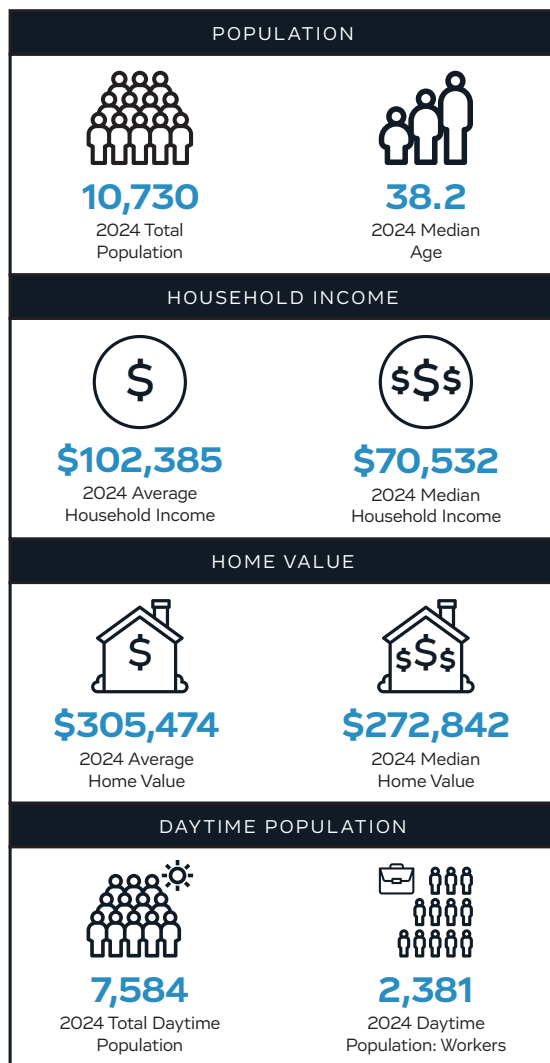 POPULATION
10,730
2024 Total
Population
38.2
2024 Median
Age
HOUSEHOLD INCOME
$
$102,385
2024 Average
Household Income
$$$
$70,532
2024 Median
Household Income
HOME VALUE
$
$305,474
2024 Average
Home Value
$$$
$272,842
2024 Median
Home Value
DAYTIME POPULATION
7,584
2024 Total Daytime
Population
2,381
2024 Daytime
Population: Workers